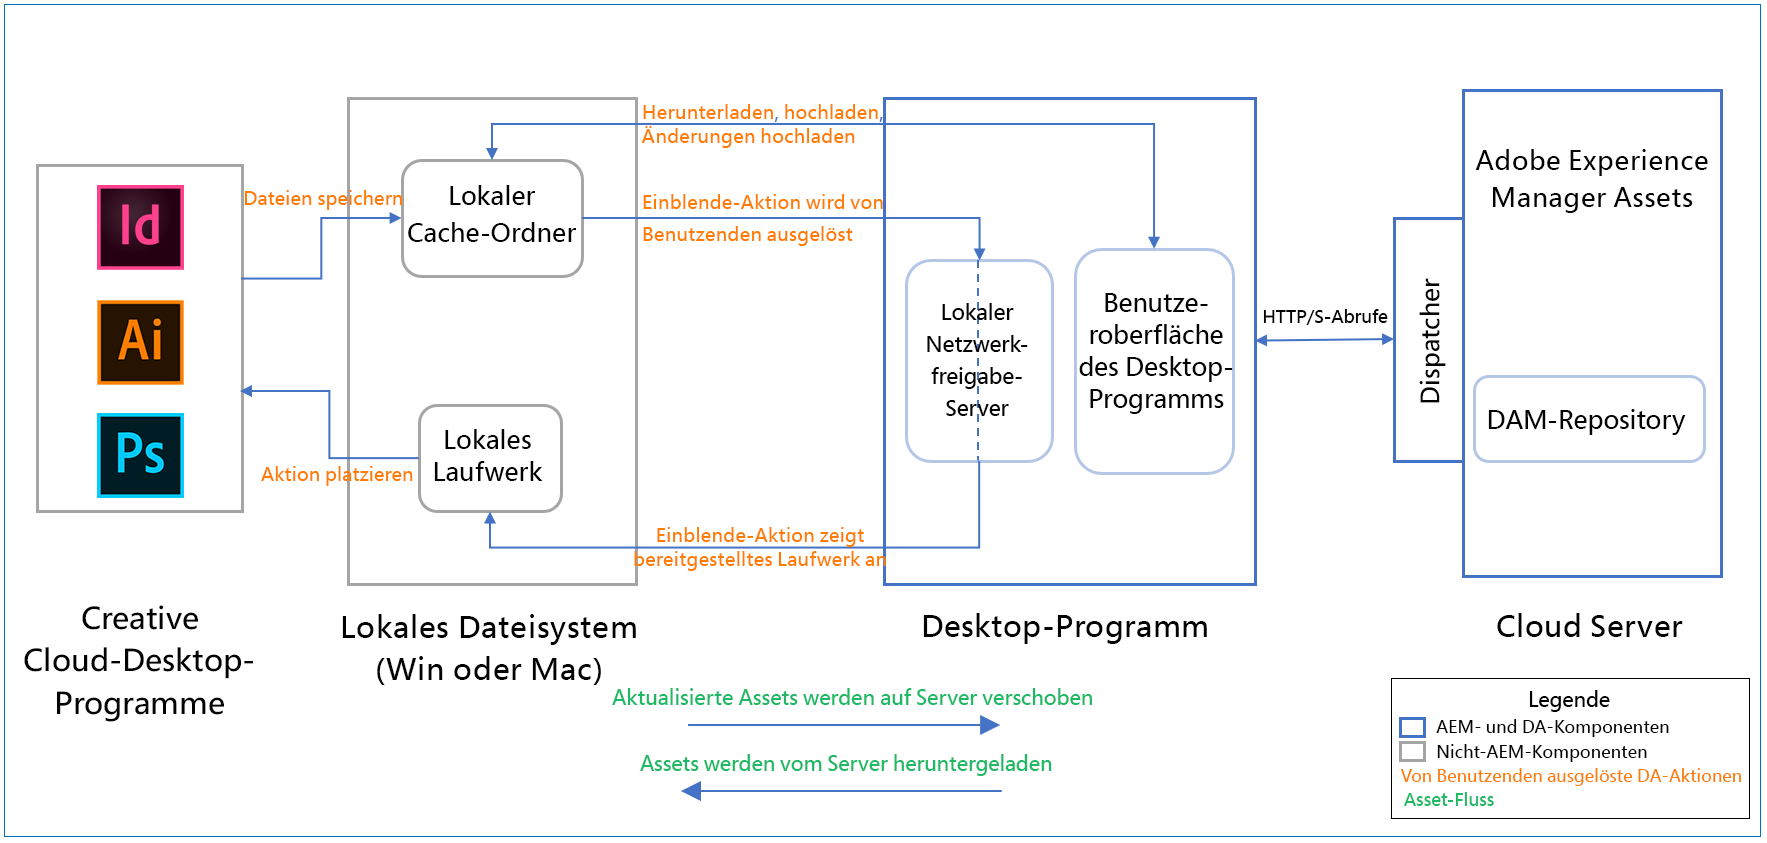 Id
Ai
Ps
Creative
Cloud-Desktop-
Programme
Dateien speichern
Aktion platzieren
Lokaler
Cache-Ordner
Lokales
Laufwerk
Lokales Dateisystem
(Win oder Mac)
Herunterladen, hochladen,
Änderungen hochladen
Einblende-Aktion wird von
Benutzenden ausgelöst
Einblende-Aktion zeigt
bereitgestelltes Laufwerk an
Lokaler
Netzwerk-
freigabe-
Server
Benutze-
roberfläche
des Desktop-
Programms
Desktop-Programm
HTTP/S-Abrufe
Dispatcher
Adobe Experience
Manager Assets
DAM-Repository
Cloud Server
Aktualisierte Assets werden auf Server verschoben
Assets werden vom Server heruntergeladen
Legende
AEM- und DA-Komponenten
Nicht-AEM-Komponenten
Von Benutzenden ausgelöste DA-Aktionen
Asset-Fluss